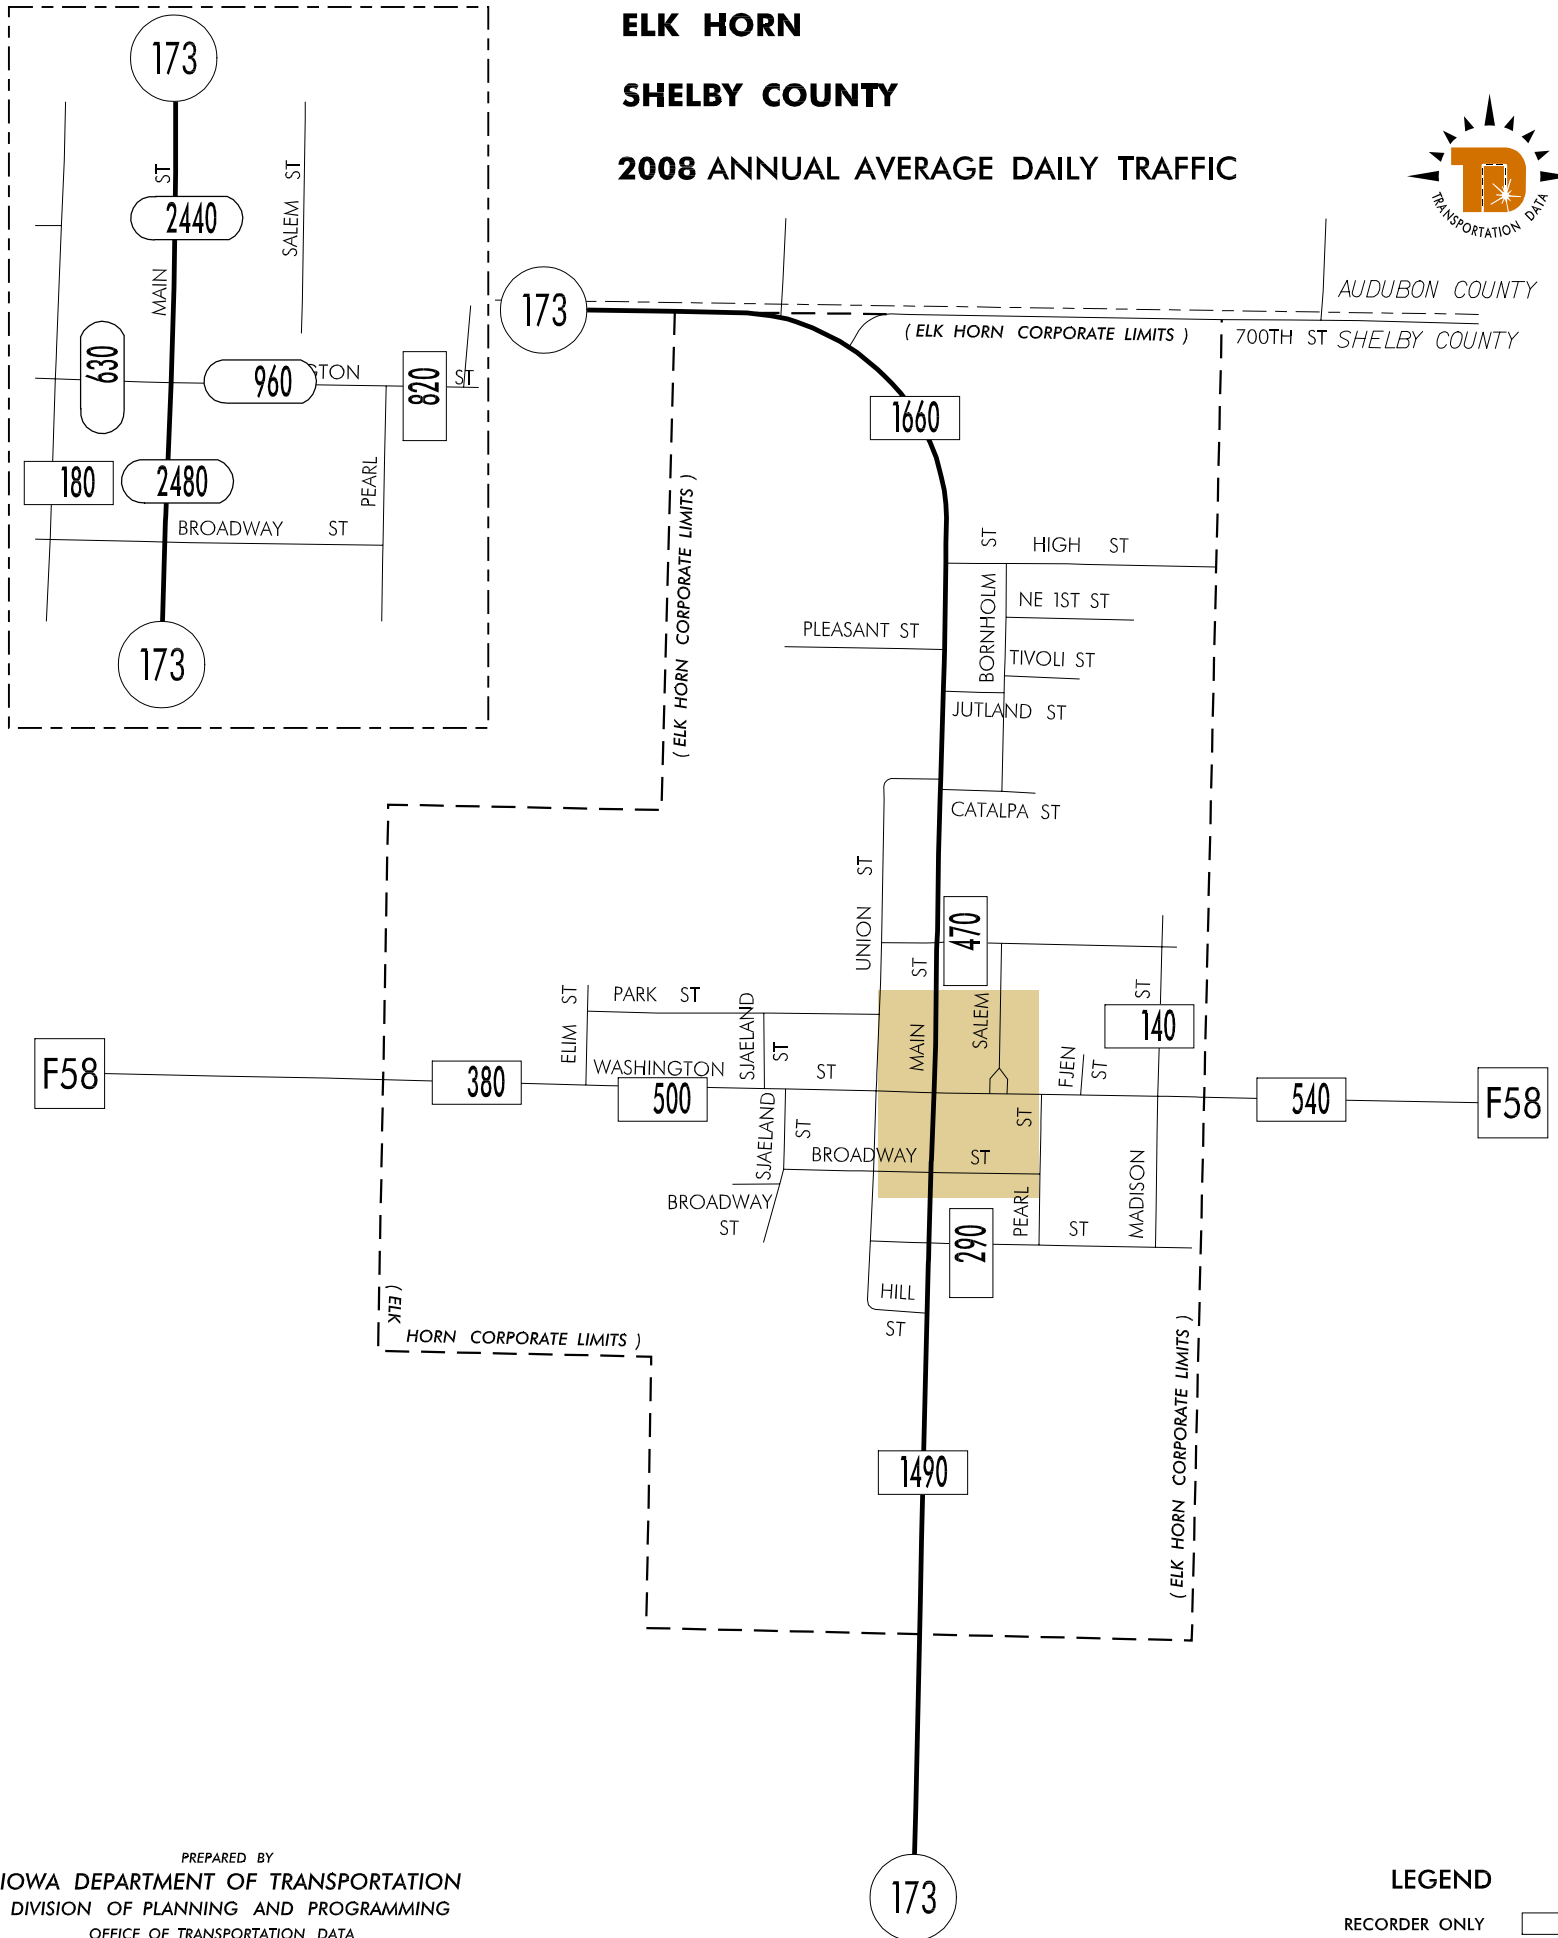 ELK HORN
SHELBY COUNTY
2008 ANNUAL AVERAGE DAILY TRAFFIC
TRANSPORTATION DATA
173
ST
2440
SALEM ST
MAIN
630
960
ST
820
180
2480
PEARL
BROADWAY ST
173
173
AUDUBON COUNTY
( ELK HORN CORPORATE LIMITS )
700TH ST
SHELBY COUNTY
1660
( ELK HORN CORPORATE LIMITS )
BORNHOLM ST
HIGH ST
NE 1ST ST
PLEASANT ST
TIVOLI ST
JUTLAND ST
CATALPA ST
UNION ST
470
MAIN ST
SALEM
ELIM ST
PARK ST
SJAELAND ST
140
ST
FJEN ST
F58
380
WASHINGTON ST
500
540
F58
SJAELAND ST
BROADWAY ST
PEARL ST
MADISON
BROADWAY
ST
290
ST
HILL
ST
( ELK
HORN CORPORATE LIMITS )
( ELK HORN CORPORATE LIMITS )
1490
173
PREPARED BY
IOWA DEPARTMENT OF TRANSPORTATION
DIVISION OF PLANNING AND PROGRAMMING
OFFICE OF TRANSPORTATION DATA
LEGEND
RECORDER ONLY